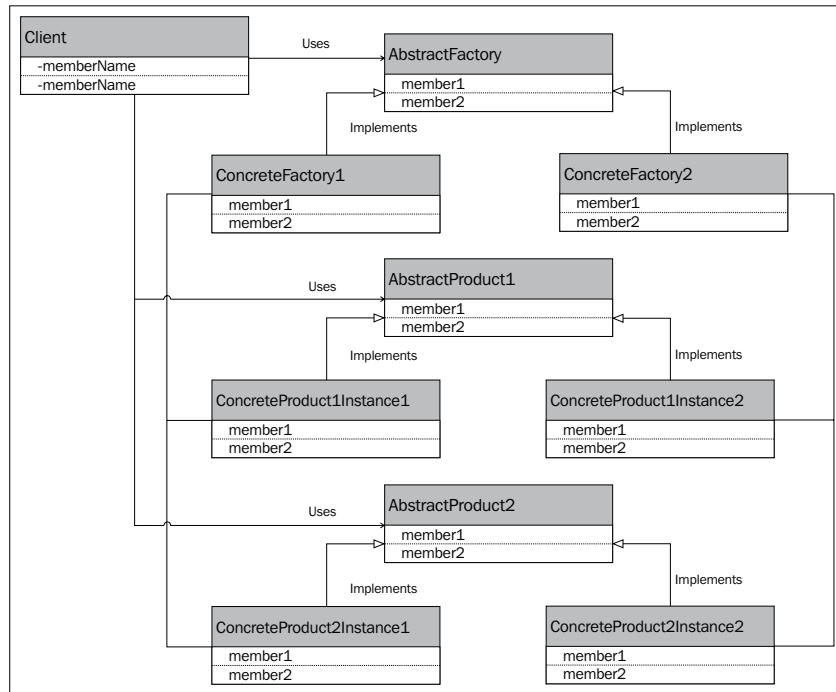 Client
-memberName
-memberName
Uses
AbstractFactory
member1
member2
Implements
Implements
ConcreteFactory1
member1
member2
ConcreteFactory2
member1
member2
Uses
AbstractProduct1
member1
member2
Implements
Implements
ConcreteProduct1Instance1
member1
member2
ConcreteProduct1Instance2
member1
member2
Uses
AbstractProduct2
member1
member2
Implements
Implements
ConcreteProduct2Instance1
member1
member2
ConcreteProduct2Instance2
member1
member2